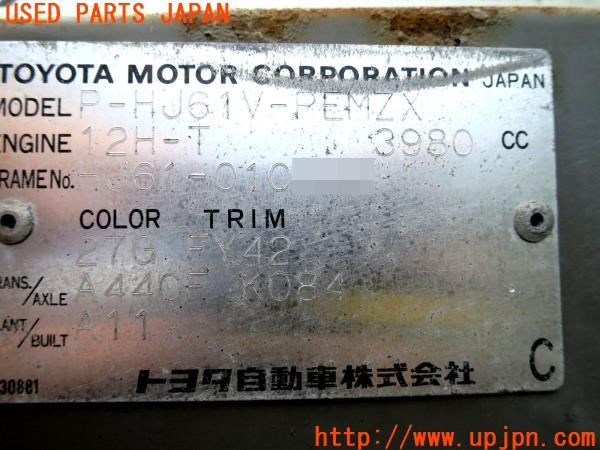 USED PARTS JAPAN
TOYOTA MOTOR CORPORATION JAPAN
MODEL P-HJ61V-PEMZX
ENGINE 12H-T 3980 CC
FRAME No. HJ61-010
COLOR TRIM
27G FY42
TRANS./AXLE A440F K084
PLANT/BUILT A11
30881
トヨタ自動車株式会社
C
UPJ
http://www.upjpn.com